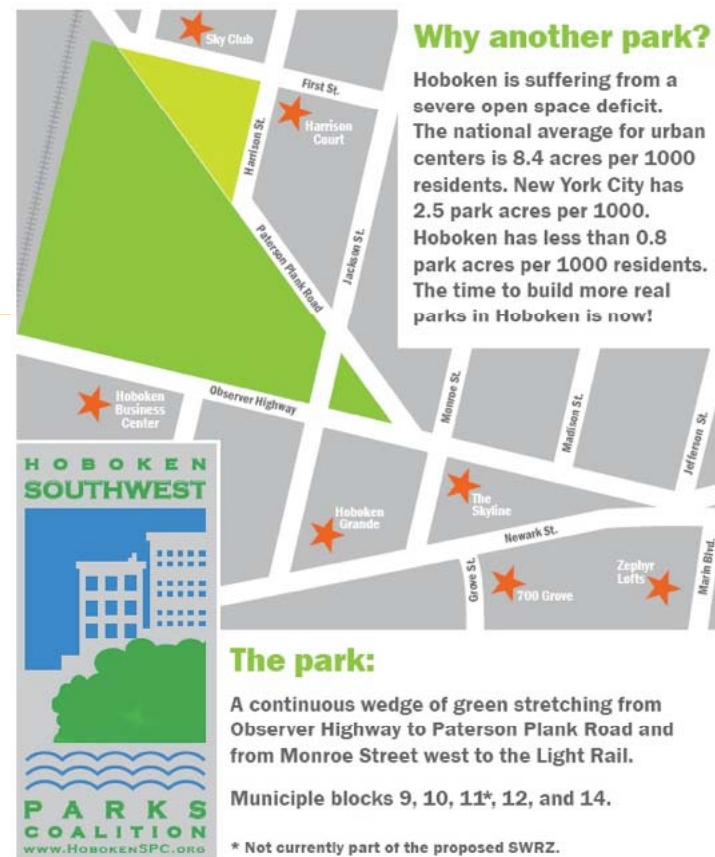 Sky Club
First St.
Harrison St.
Harrison
Court
Jackson St.
Paterson Plank Road
Observer Highway
Hoboken
Business
Center
Monroe St.
Madison St.
Jefferson St.
Hoboken
Grande
The
Skyline
Newark St.
Grove St.
700 Grove
Zephyr
Lofts
Marin Blvd.
Why another park?
Hoboken is suffering from a
severe open space deficit.
The national average for urban
centers is 8.4 acres per 1000
residents. New York City has
2.5 park acres per 1000.
Hoboken has less than 0.8
park acres per 1000 residents.
The time to build more real
parks in Hoboken is now!
HOBOKEN
SOUTHWEST
PARKS
COALITION
www.HobokenSPC.org
The park:
A continuous wedge of green stretching from
Observer Highway to Paterson Plank Road and
from Monroe Street west to the Light Rail.
Municiple blocks 9, 10, 11*, 12, and 14.
* Not currently part of the proposed SWRZ.